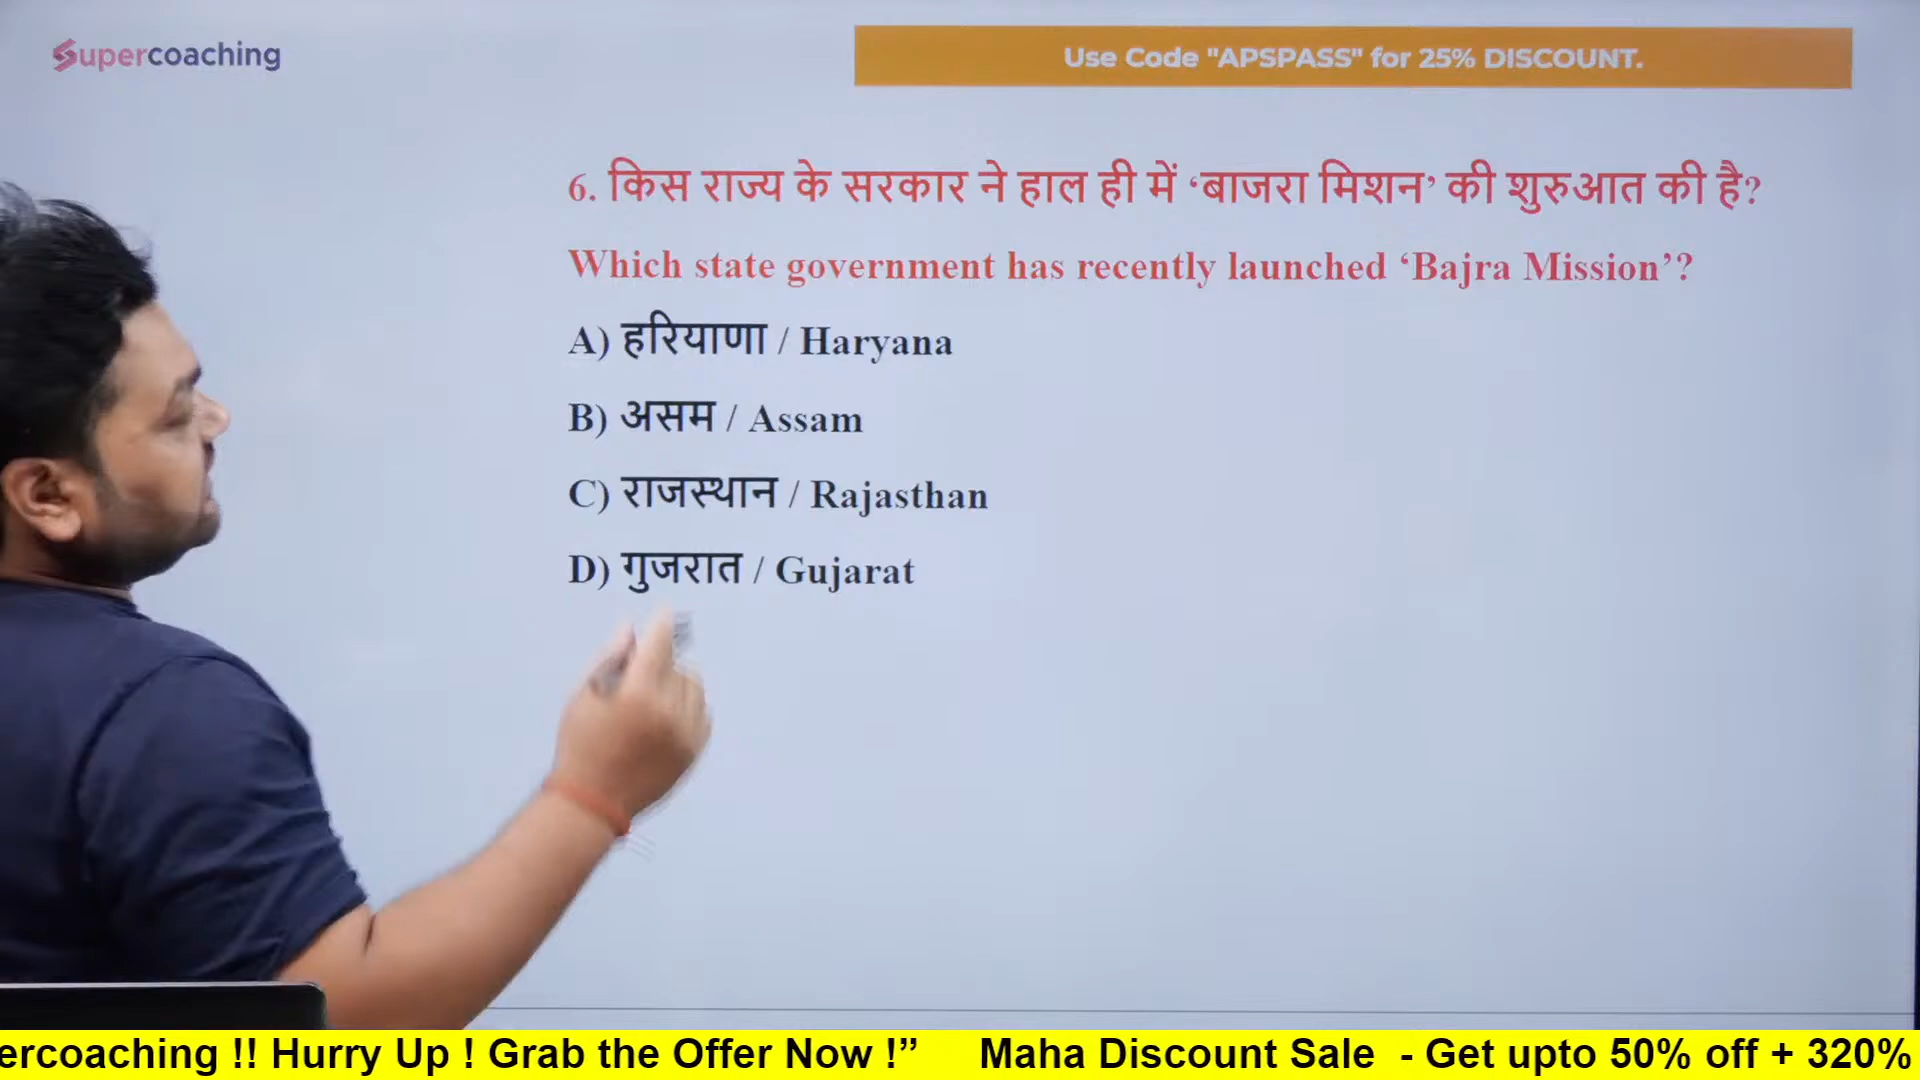 Supercoaching
Use Code "APSPASS" for 25% DISCOUNT.
6. किस राज्य के सरकार ने हाल ही में ‘बाजरा मिशन’ की शुरुआत की है?
Which state government has recently launched ‘Bajra Mission’?
A) हरियाणा / Haryana
B) असम / Assam
C) राजस्थान / Rajasthan
D) गुजरात / Gujarat
ercoaching !! Hurry Up ! Grab the Offer Now !” Maha Discount Sale - Get upto 50% off + 320%